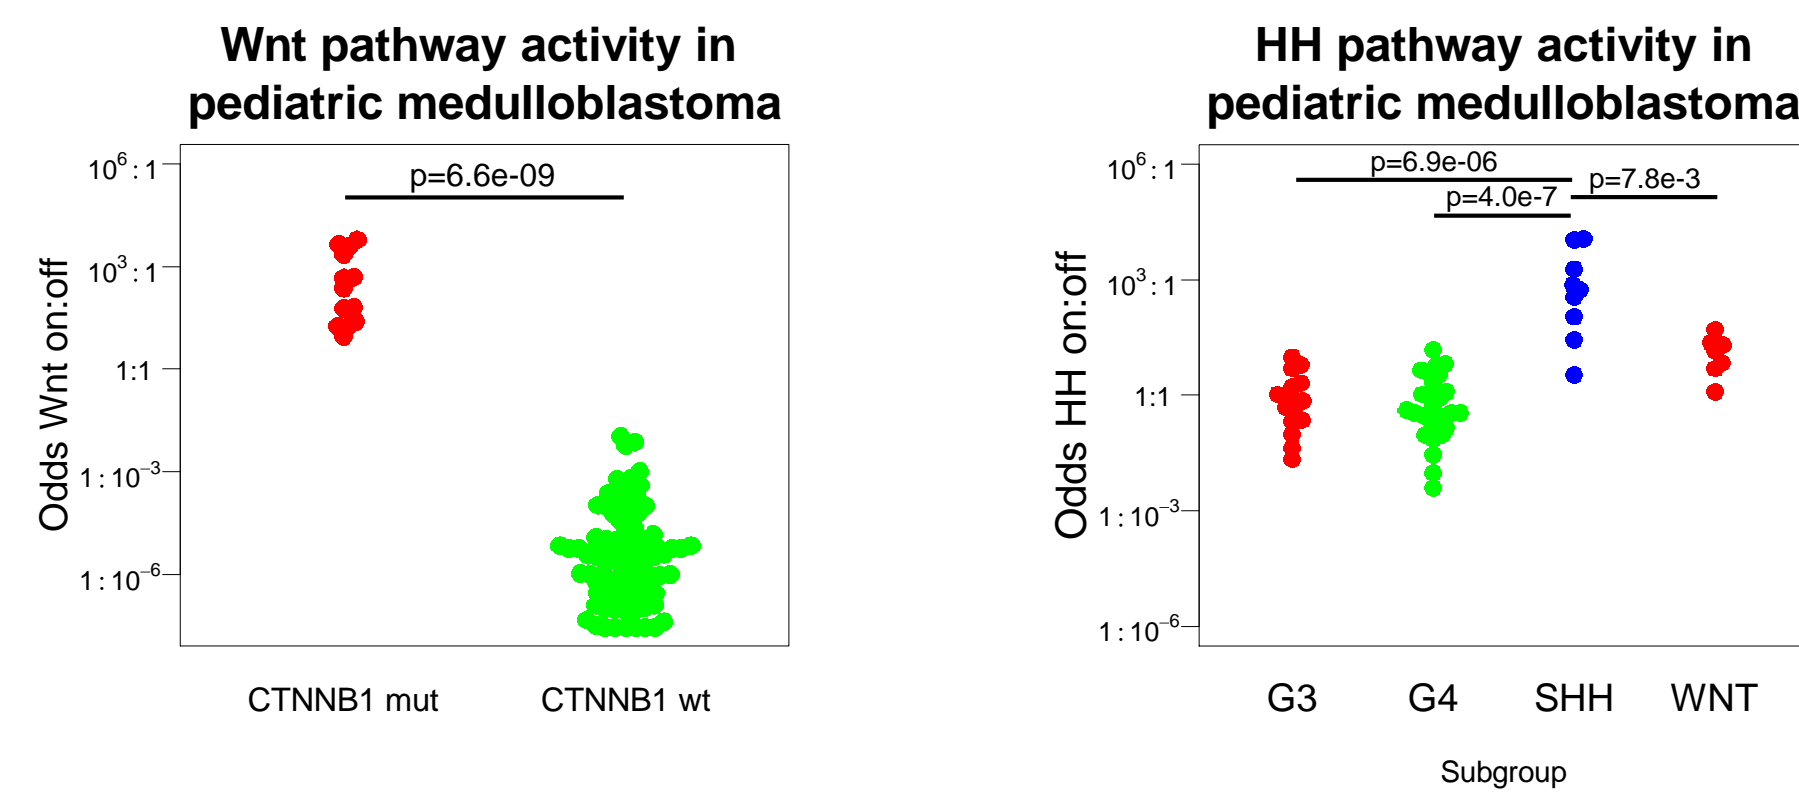 Wnt pathway activity in
pediatric medulloblastoma
10⁶:1
10³:1
1:1
1:10⁻³
1:10⁻⁶
Odds Wnt on:off
p=6.6e-09
CTNNB1 mut
CTNNB1 wt
HH pathway activity in
pediatric medulloblastoma
10⁶:1
10³:1
1:1
1:10⁻³
1:10⁻⁶
Odds HH on:off
p=6.9e-06
p=7.8e-3
p=4.0e-7
G3
G4
SHH
WNT
Subgroup